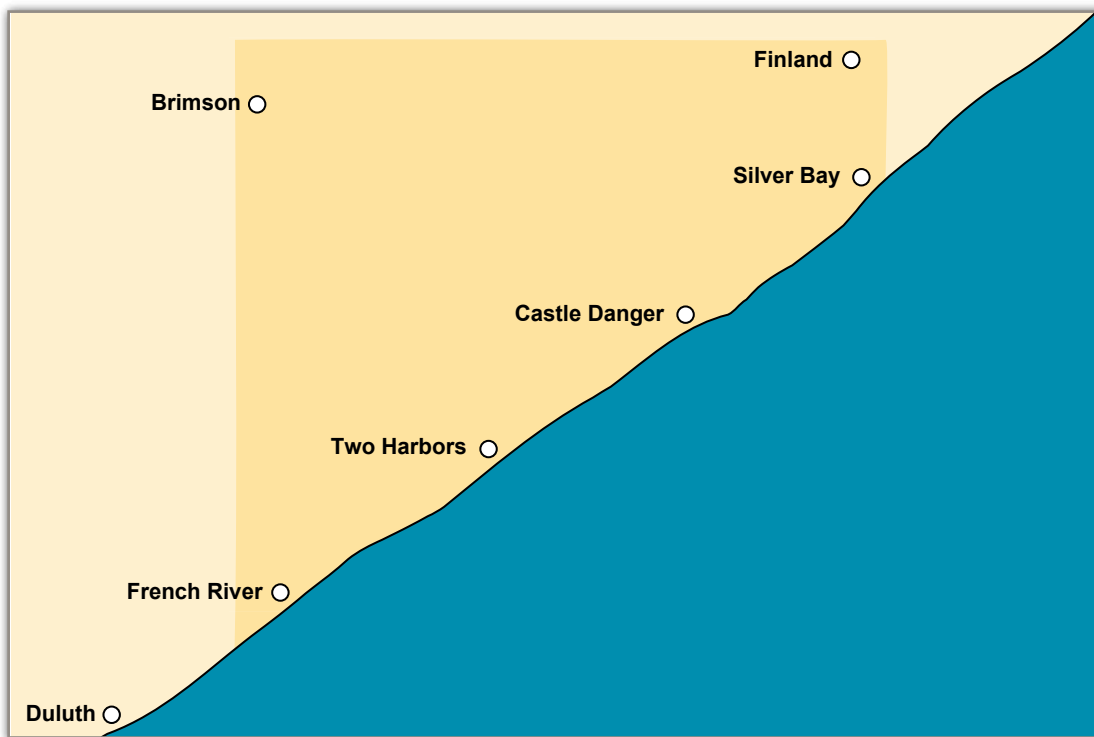 Finland
Brimson
Silver Bay
Castle Danger
Two Harbors
French River
Duluth